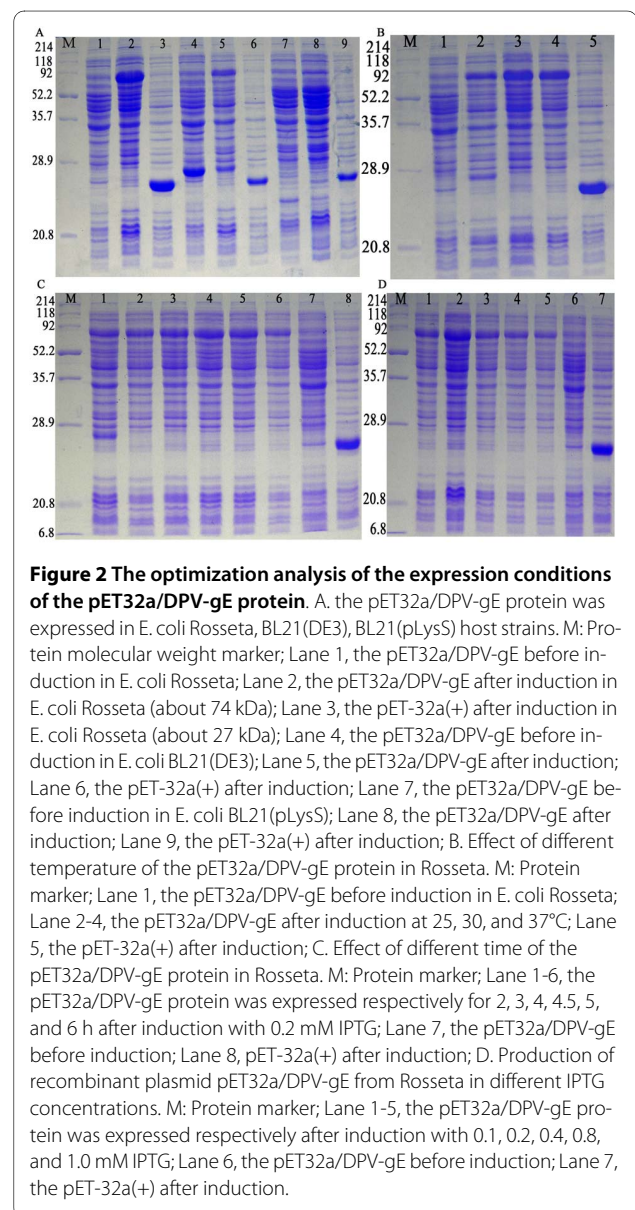 A
M 1 2 3 4 5 6 7 8 9
214
118
92
52.2
35.7
28.9
20.8
B
M 1 2 3 4 5
214
118
92
52.2
35.7
28.9
20.8
C
M 1 2 3 4 5 6 7 8
214
118
92
52.2
35.7
28.9
20.8
6.8
D
M 1 2 3 4 5 6 7
214
118
92
52.2
35.7
28.9
20.8
6.8
Figure 2 The optimization analysis of the expression conditions
of the pET32a/DPV-gE protein. A. the pET32a/DPV-gE protein was
expressed in E. coli Rosseta, BL21(DE3), BL21(pLysS) host strains. M: Pro-
tein molecular weight marker; Lane 1, the pET32a/DPV-gE before in-
duction in E. coli Rosseta; Lane 2, the pET32a/DPV-gE after induction in
E. coli Rosseta (about 74 kDa); Lane 3, the pET-32a(+) after induction in
E. coli Rosseta (about 27 kDa); Lane 4, the pET32a/DPV-gE before in-
duction in E. coli BL21(DE3); Lane 5, the pET32a/DPV-gE after induction;
Lane 6, the pET-32a(+) after induction; Lane 7, the pET32a/DPV-gE be-
fore induction in E. coli BL21(pLysS); Lane 8, the pET32a/DPV-gE after
induction; Lane 9, the pET-32a(+) after induction; B. Effect of different
temperature of the pET32a/DPV-gE protein in Rosseta. M: Protein
marker; Lane 1, the pET32a/DPV-gE before induction in E. coli Rosseta;
Lane 2-4, the pET32a/DPV-gE after induction at 25, 30, and 37°C; Lane
5, the pET-32a(+) after induction; C. Effect of different time of the
pET32a/DPV-gE protein in Rosseta. M: Protein marker; Lane 1-6, the
pET32a/DPV-gE protein was expressed respectively for 2, 3, 4, 4.5, 5,
and 6 h after induction with 0.2 mM IPTG; Lane 7, the pET32a/DPV-gE
before induction; Lane 8, pET-32a(+) after induction; D. Production of
recombinant plasmid pET32a/DPV-gE from Rosseta in different IPTG
concentrations. M: Protein marker; Lane 1-5, the pET32a/DPV-gE pro-
tein was expressed respectively after induction with 0.1, 0.2, 0.4, 0.8,
and 1.0 mM IPTG; Lane 6, the pET32a/DPV-gE before induction; Lane 7,
the pET-32a(+) after induction.